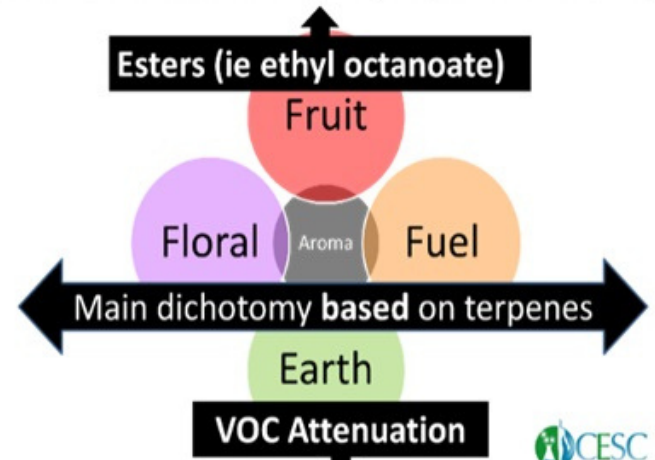 Esters (ie ethyl octanoate)
Fruit
Floral
Aroma
Fuel
Main dichotomy based on terpenes
Earth
VOC Attenuation
CESC